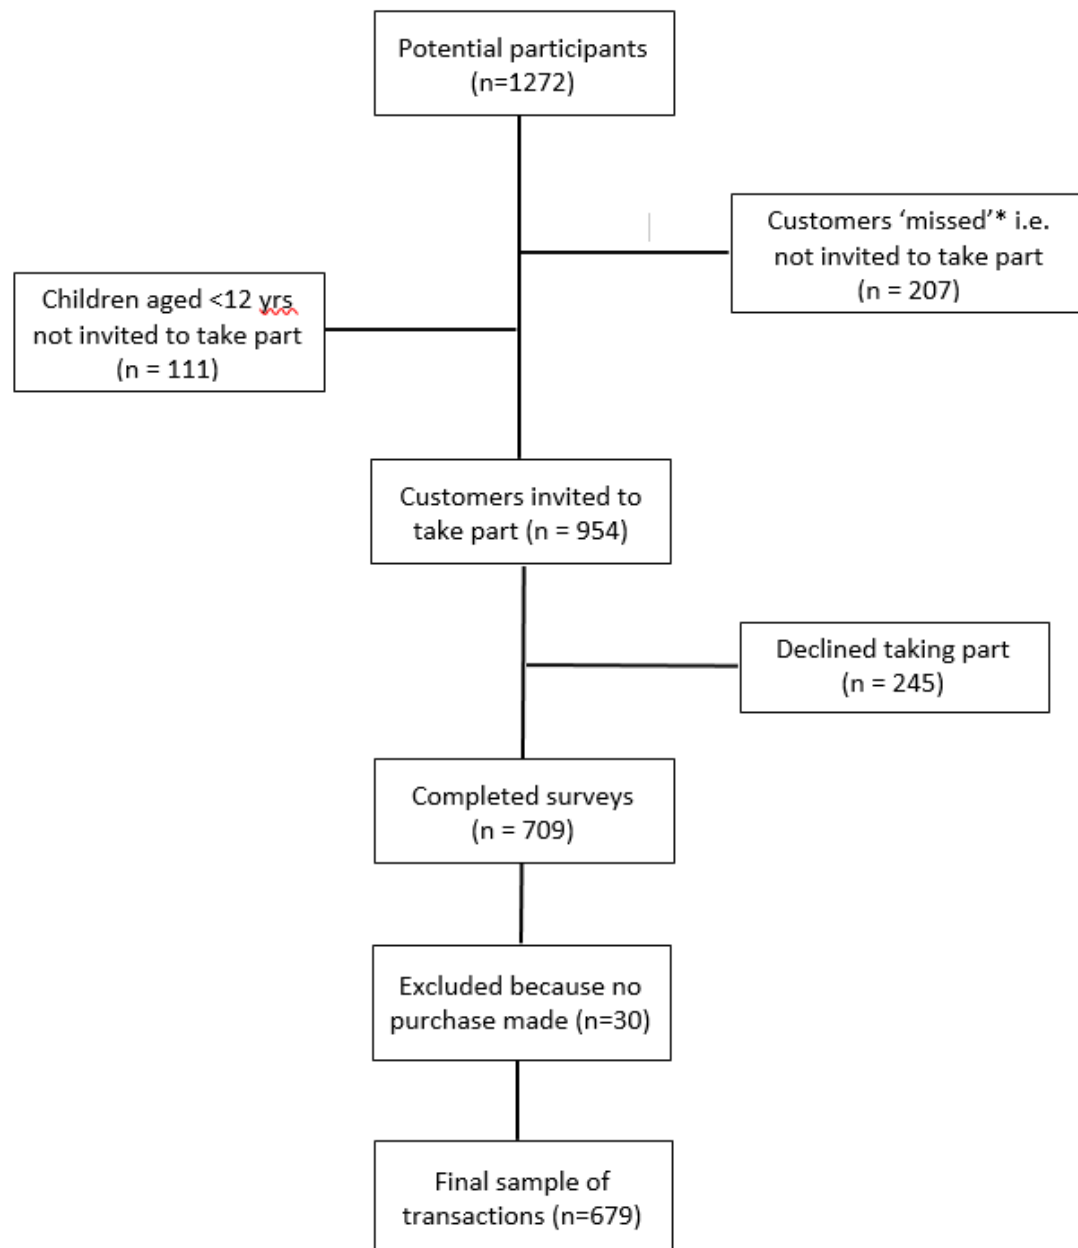 Potential participants
(n=1272)
Customers ‘missed’* i.e.
not invited to take part
(n = 207)
Children aged <12 yrs
not invited to take part
(n = 111)
Customers invited to
take part (n = 954)
Declined taking part
(n = 245)
Completed surveys
(n = 709)
Excluded because no
purchase made (n=30)
Final sample of
transactions (n=679)